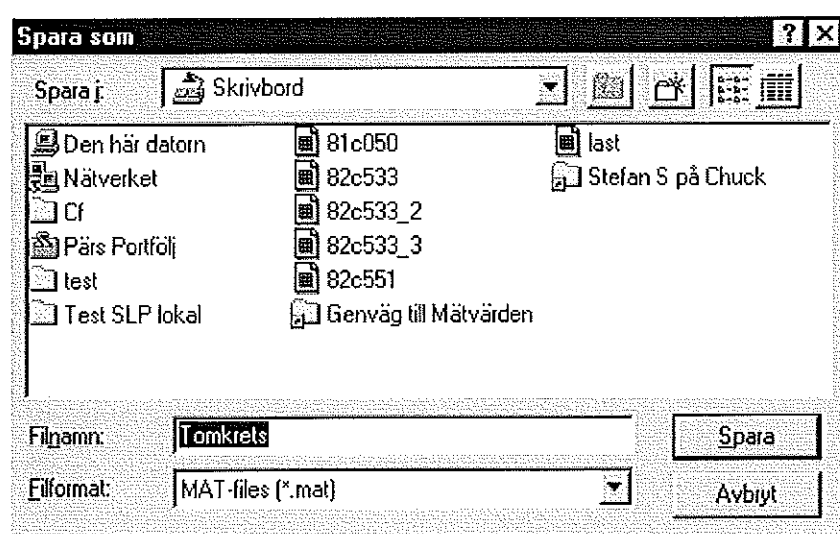 Spara som
Spara i: Skrivbord
Den här datorn
Nätverket
Cf
Pärs Portfölj
test
Test SLP lokal
81c050
82c533
82c533_2
82c533_3
82c551
Genväg till Mätvärden
last
Stefan S på Chuck
Filnamn: Tomkrets
Spara
Filformat: MAT-files (*.mat)
Avbryt